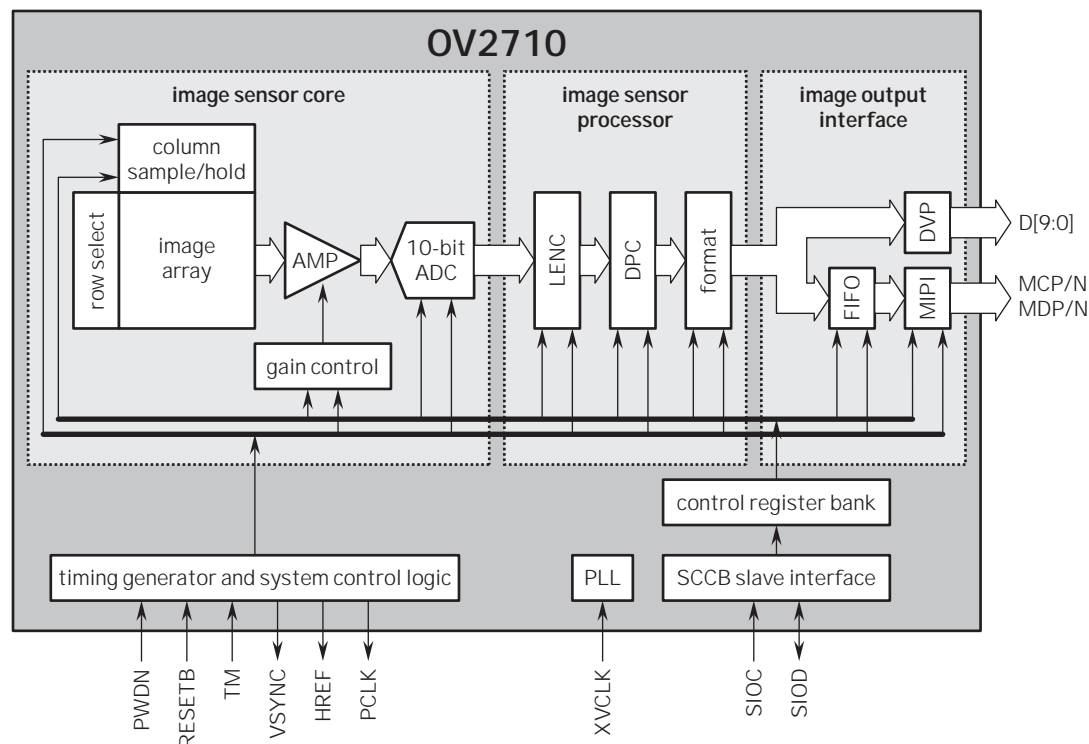 OV2710
image sensor core
image sensor
processor
image output
interface
column
sample/hold
row select
image
array
AMP
10-bit
ADC
gain control
LENC
DPC
format
DVP
FIFO
MIPI
D[9:0]
MCP/N
MDP/N
control register bank
timing generator and system control logic
PLL
SCCB slave interface
PWDN
RESETB
TM
VSYNC
HREF
PCLK
XVCLK
SIOC
SIOD